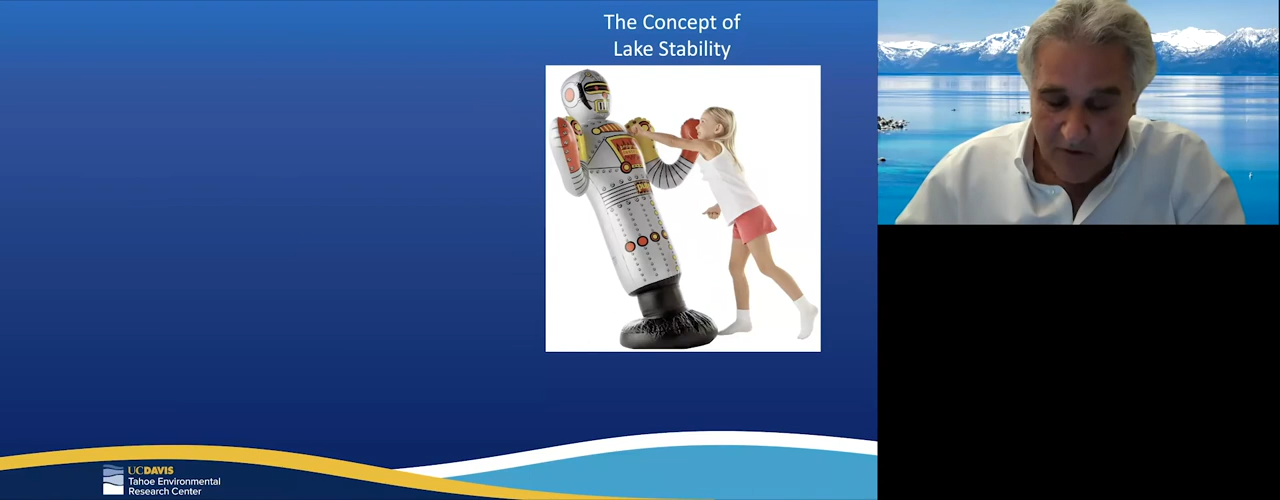 The Concept of
Lake Stability
UCDAVIS
Tahoe Environmental
Research Center